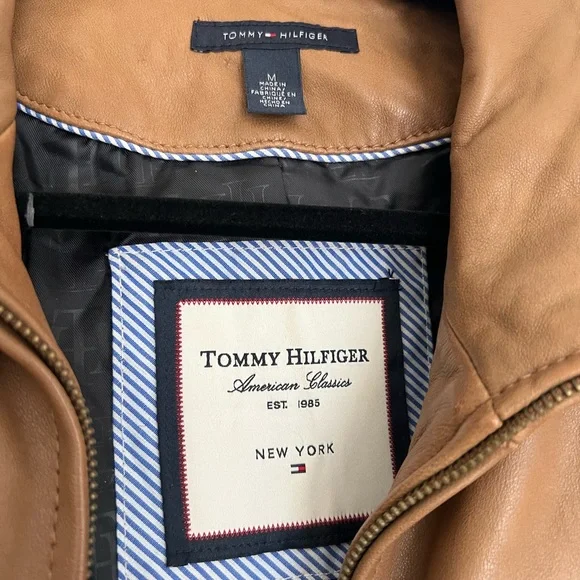 TOMMY HILFIGER
M
MADE IN
CHINA/
FABRIQUÉ EN
CHINE/
HECHO EN
CHINA
TOMMY HILFIGER
American Classics
EST. 1985
NEW YORK